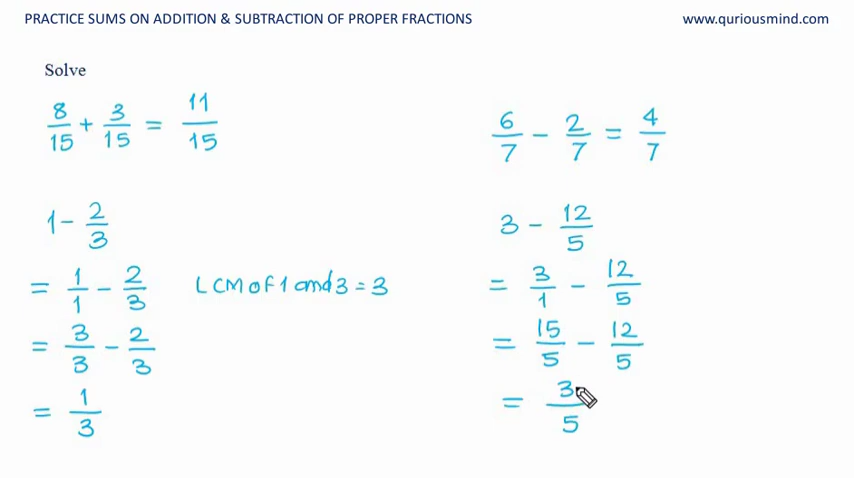 PRACTICE SUMS ON ADDITION & SUBTRACTION OF PROPER FRACTIONS
www.quriousmind.com
Solve
8/15 + 3/15 = 11/15
6/7 - 2/7 = 4/7
1 - 2/3
= 1/1 - 2/3 LCM of 1 and 3 = 3
= 3/3 - 2/3
= 1/3
3 - 12/5
= 3/1 - 12/5
= 15/5 - 12/5
= 3/5